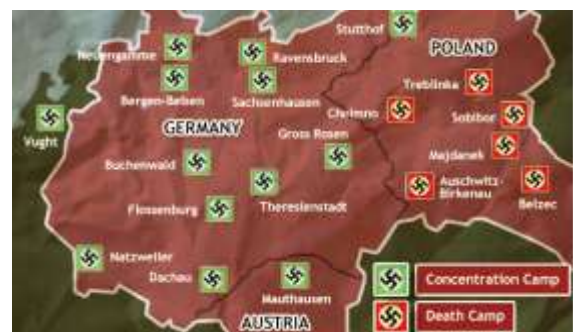 Stutthof
POLAND
Neuengamme
Ravensbruck
Treblinka
Bergen-Belsen
Sachsenhausen
Chelmno
Sobibor
Vught
GERMANY
Gross Rosen
Majdanek
Buchenwald
Auschwitz-
Birkenau
Belzec
Flossenburg
Theresienstadt
Natzweiler
Dachau
Mauthausen
AUSTRIA
Concentration Camp
Death Camp